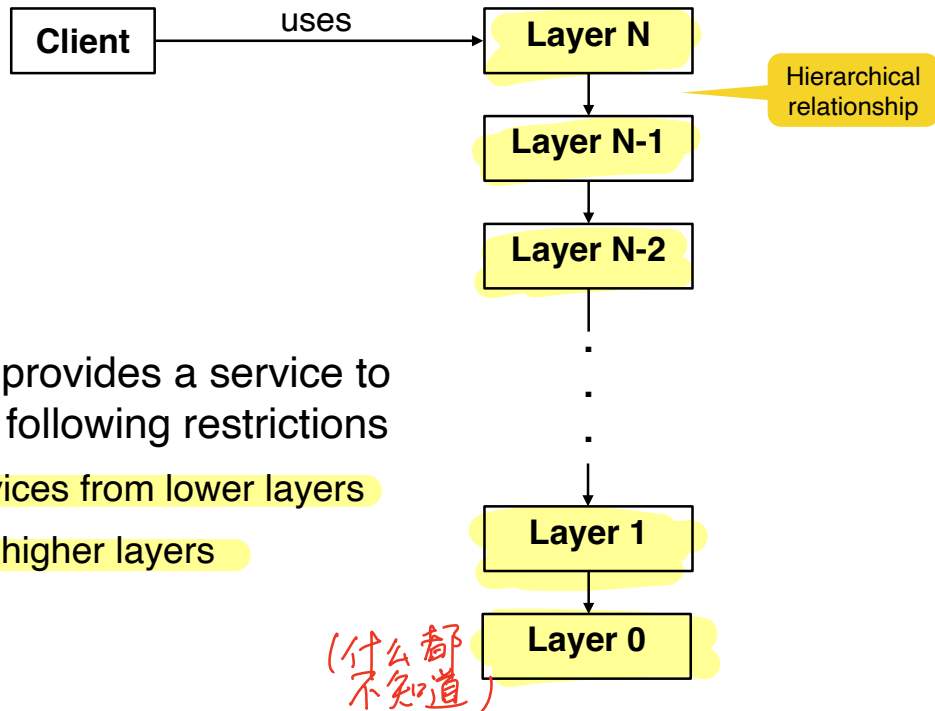 Client
uses
Layer N
Hierarchical
relationship
Layer N-1
Layer N-2
.
.
.
provides a service to
following restrictions
vices from lower layers
higher layers
Layer 1
Layer 0
(什么都
不知道)